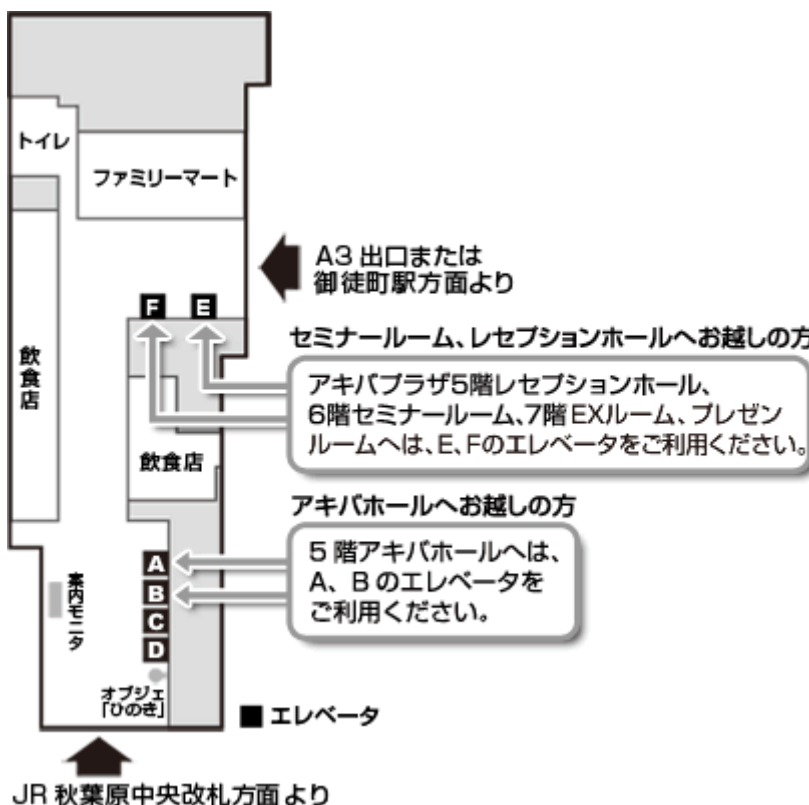 トイレ
ファミリーマート
A3 出口または
御徒町駅方面より
F E
セミナールーム、レセプションホールへお越しの方
飲食店
アキバプラザ5階レセプションホール、
6階セミナールーム、7階EXルーム、プレゼン
ルームへは、E、Fのエレベータをご利用ください。
飲食店
アキバホールへお越しの方
5階アキバホールへは、
A、Bのエレベータを
ご利用ください。
A
B
C
D
案内モニタ
オブジェ
「ひのき」
■ エレベータ
JR 秋葉原中央改札方面より